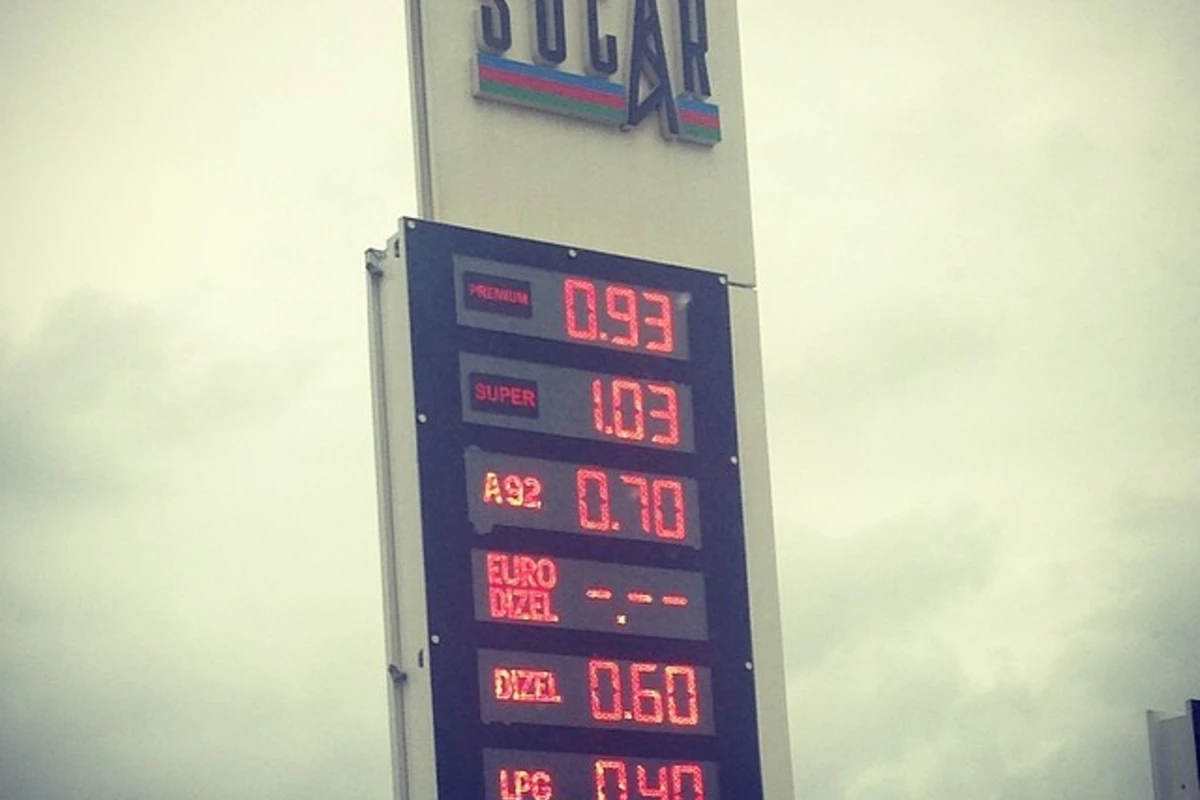 SOCAR
PREMIUM 0.93
SUPER 1.03
A92 0.70
EURO
DIZEL -.--
DIZEL 0.60
LPG 0.40